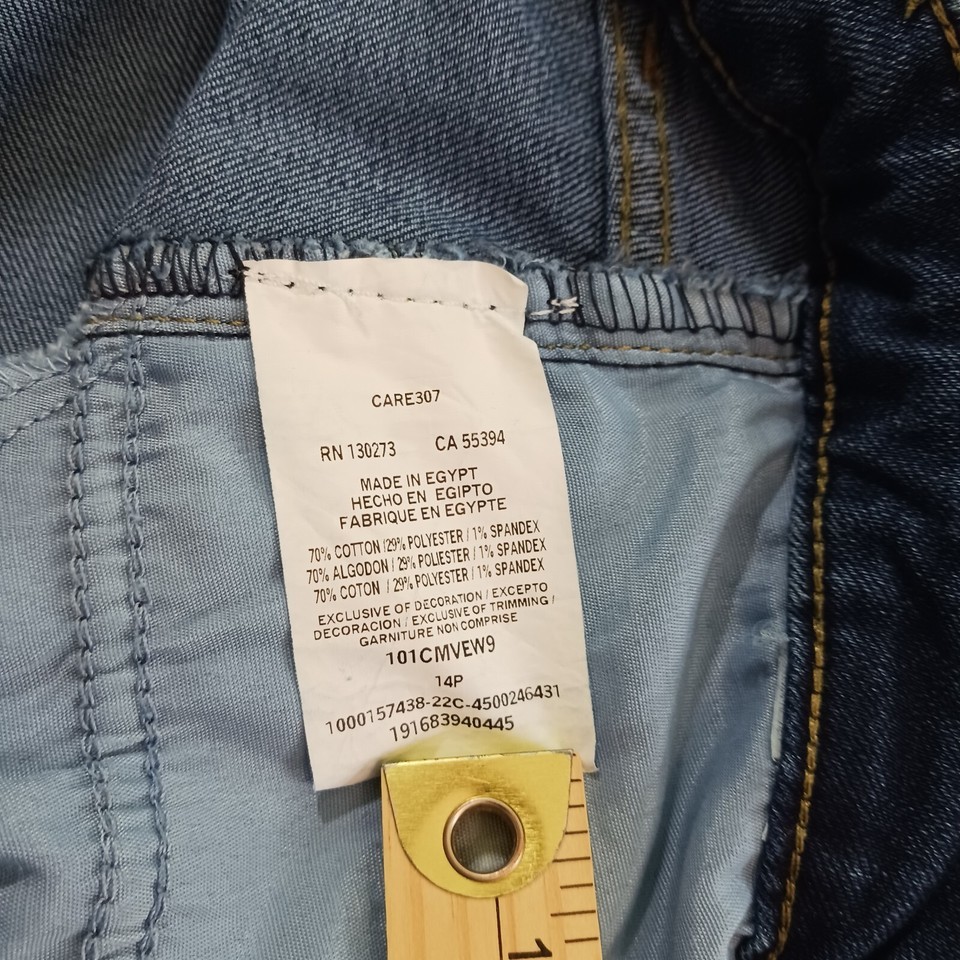 CARE307
RN 130273 CA 55394
MADE IN EGYPT
HECHO EN EGIPTO
FABRIQUE EN EGYPTE
70% COTTON /29% POLYESTER / 1% SPANDEX
70% ALGODON / 29% POLIESTER / 1% SPANDEX
70% COTON / 29% POLYESTER / 1% SPANDEX
EXCLUSIVE OF DECORATION / EXCEPTO
DECORACION / EXCLUSIVE OF TRIMMING /
GARNITURE NON COMPRISE
101CMVEW9
14P
1000157438-22C-4500246431
191683940445
1